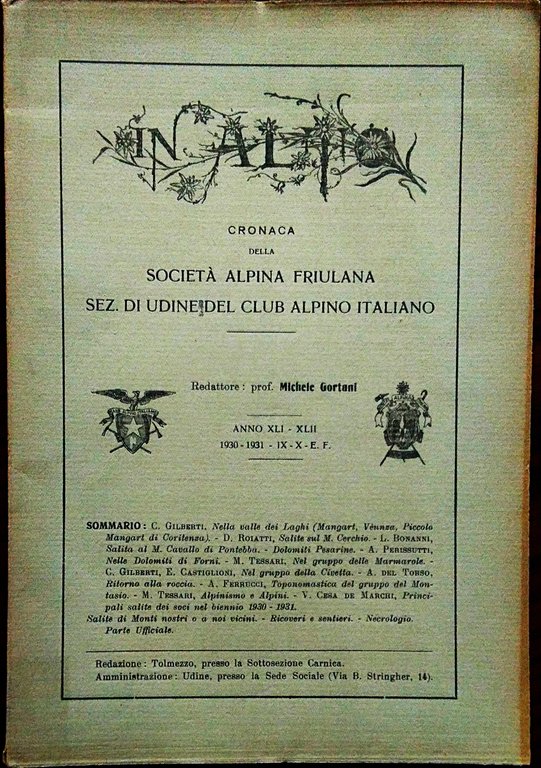 IN ALTO
CRONACA
DELLA
SOCIETÀ ALPINA FRIULANA
SEZ. DI UDINE DEL CLUB ALPINO ITALIANO
Redattore: prof. Michele Gortani
ANNO XLI - XLII
1930-1931 - IX-X-E. F.
SOMMARIO: C. GILBERTI, Nella valle dei Laghi (Mangart, Vénnza, Piccolo
Mangart di Coritenza). - D. ROIATTI, Salite sul M. Cerchio. - L. BONANNI,
Salita al M. Cavallo di Pontebba. - Dolomiti Pesarine. - A. PERISSUTTI,
Nelle Dolomiti di Forni. - M. TESSARI, Nel gruppo delle Marmarole. -
C. GILBERTI, E. CASTIGLIONI, Nel gruppo della Civetta. - A. DEL TORSO,
Ritorno alla roccia. - A. FERRUCCI, Toponomastica del gruppo del Mon-
tasio. - M. TESSARI, Alpinismo e Alpini. - V. CESA DE MARCHI, Princi-
pali salite dei soci nel biennio 1930 - 1931.
Salite di Monti nostri o a noi vicini. - Ricoveri e sentieri. - Necrologio.
Parte Ufficiale.
Redazione: Tolmezzo, presso la Sottosezione Carnica.
Amministrazione: Udine, presso la Sede Sociale (Via B. Stringher, 14).